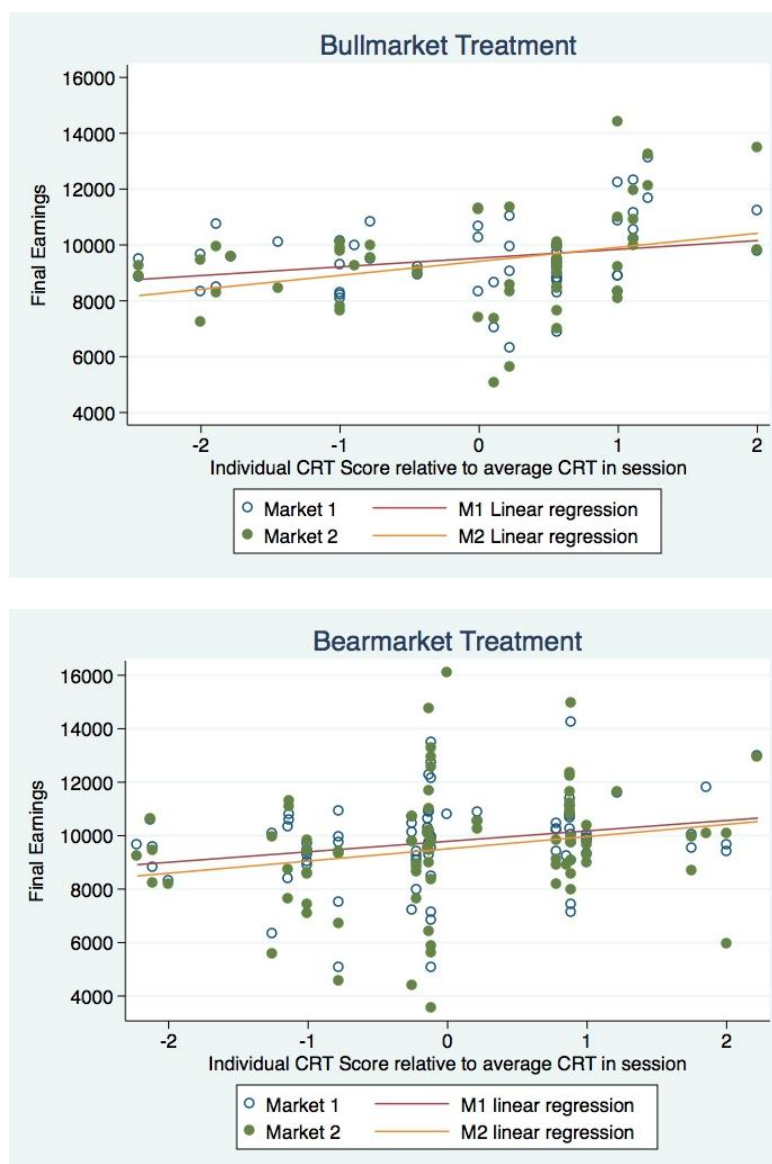 Bullmarket Treatment
16000
14000
12000
10000
8000
6000
4000
Final Earnings
-2 -1 0 1 2
Individual CRT Score relative to average CRT in session
Market 1 M1 Linear regression
Market 2 M2 Linear regression
Bearmarket Treatment
16000
14000
12000
10000
8000
6000
4000
Final Earnings
-2 -1 0 1 2
Individual CRT Score relative to average CRT in session
Market 1 M1 linear regression
Market 2 M2 linear regression